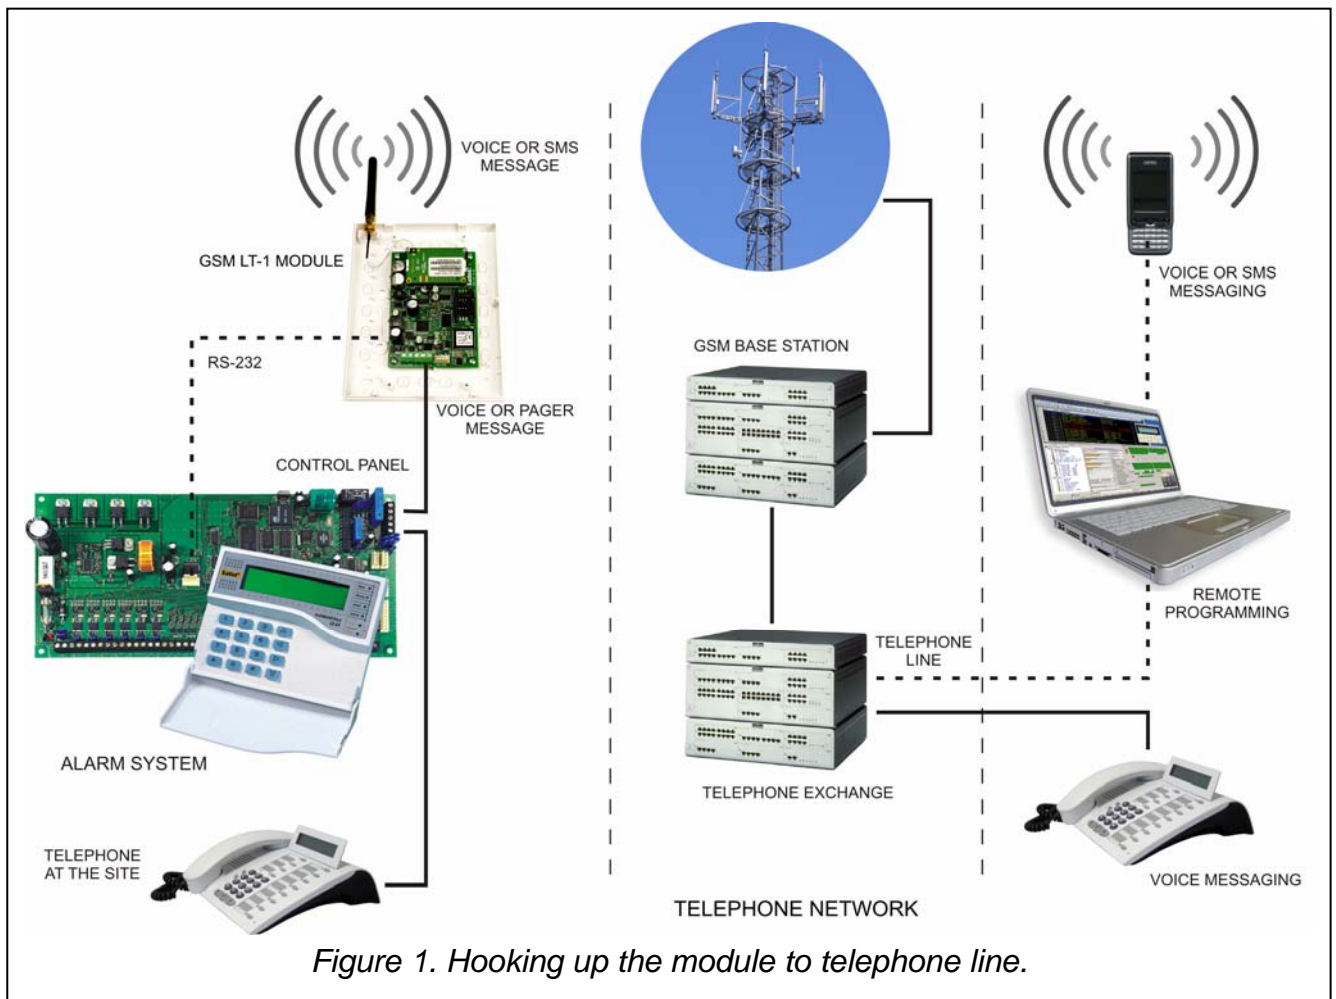 VOICE OR SMS
MESSAGE
GSM LT-1 MODULE
RS-232
VOICE OR PAGER
MESSAGE
CONTROL PANEL
ALARM SYSTEM
TELEPHONE
AT THE SITE
GSM BASE STATION
TELEPHONE
LINE
TELEPHONE EXCHANGE
TELEPHONE NETWORK
VOICE OR SMS
MESSAGING
REMOTE
PROGRAMMING
VOICE MESSAGING
Figure 1. Hooking up the module to telephone line.